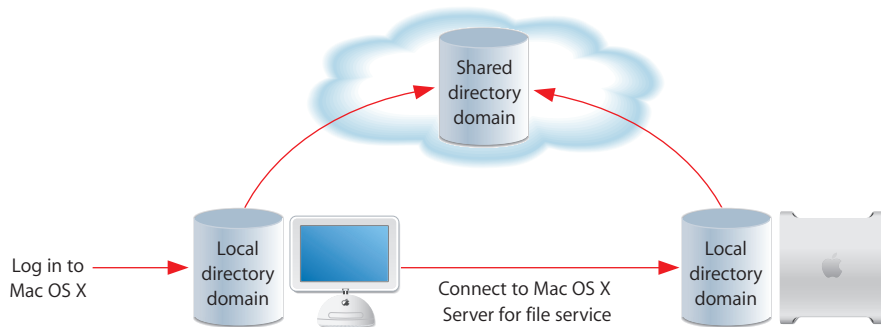 Shared
directory
domain
Log in to
Mac OS X
Local
directory
domain
Connect to Mac OS X
Server for file service
Local
directory
domain